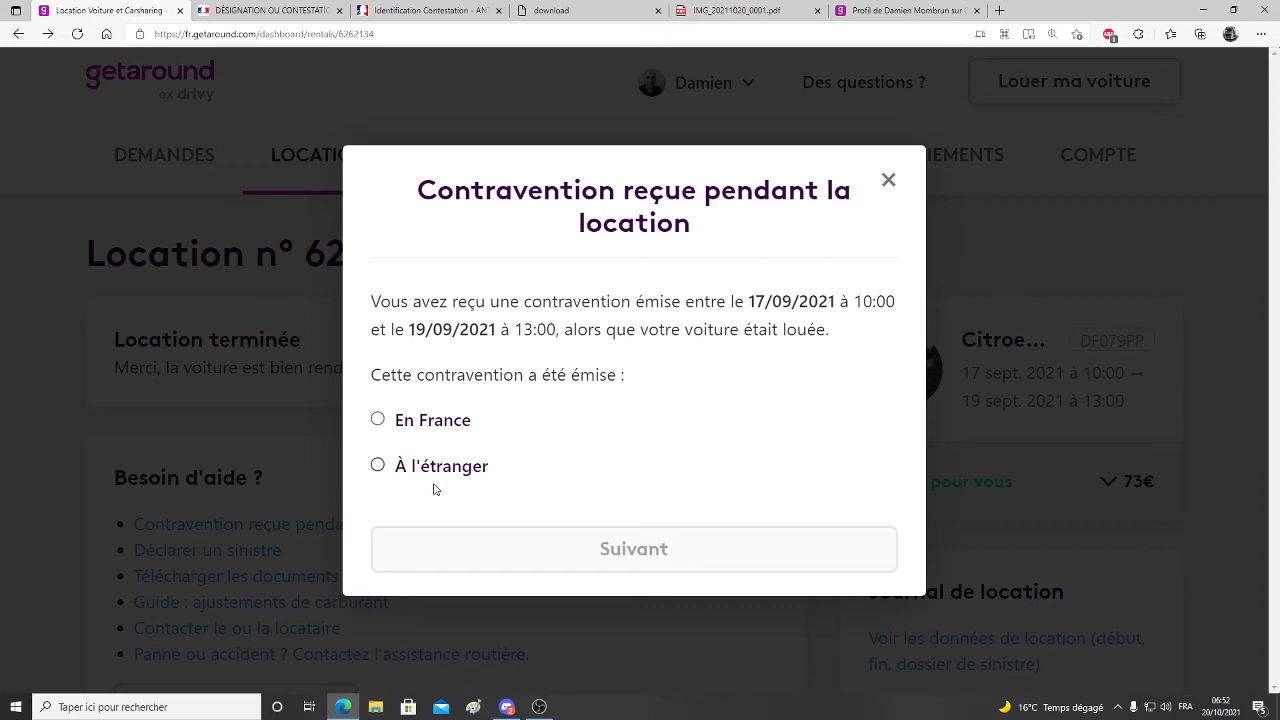 Getaround | Voiture et Carsharing -
DÉSIGNATION OU CONTESTATI
Identification de contestation - AN
download
IMG_20211020_0001.pdf
Profil de Damien Mombrun sur
https://getaround.com/dashboard/rentals/6262134
getaround
ex drivy
Damien
Des questions ?
Louer ma voiture
DEMANDES
LOCATIO
IEMENTS
COMPTE
Contravention reçue pendant la
location
Location n° 62
Vous avez reçu une contravention émise entre le 17/09/2021 à 10:00
et le 19/09/2021 à 13:00, alors que votre voiture était louée.
Location terminée
Merci, la voiture est bien rend
Citroe...
DF079PP
17 sept. 2021 à 10:00 →
19 sept. 2021 à 13:00
Cette contravention a été émise :
En France
À l'étranger
pour vous
73€
Besoin d'aide ?
Contravention reçue penda
Déclarer un sinistre
Télécharger les documents
Guide : ajustements de carburant
Contacter le ou la locataire
Panne ou accident ? Contactez l'assistance routière.
Suivant
Journal de location
Voir les données de location (début,
fin, dossier de sinistre)
Taper ici pour rechercher
16°C Temps dégagé
FRA
06:52
20/10/2021